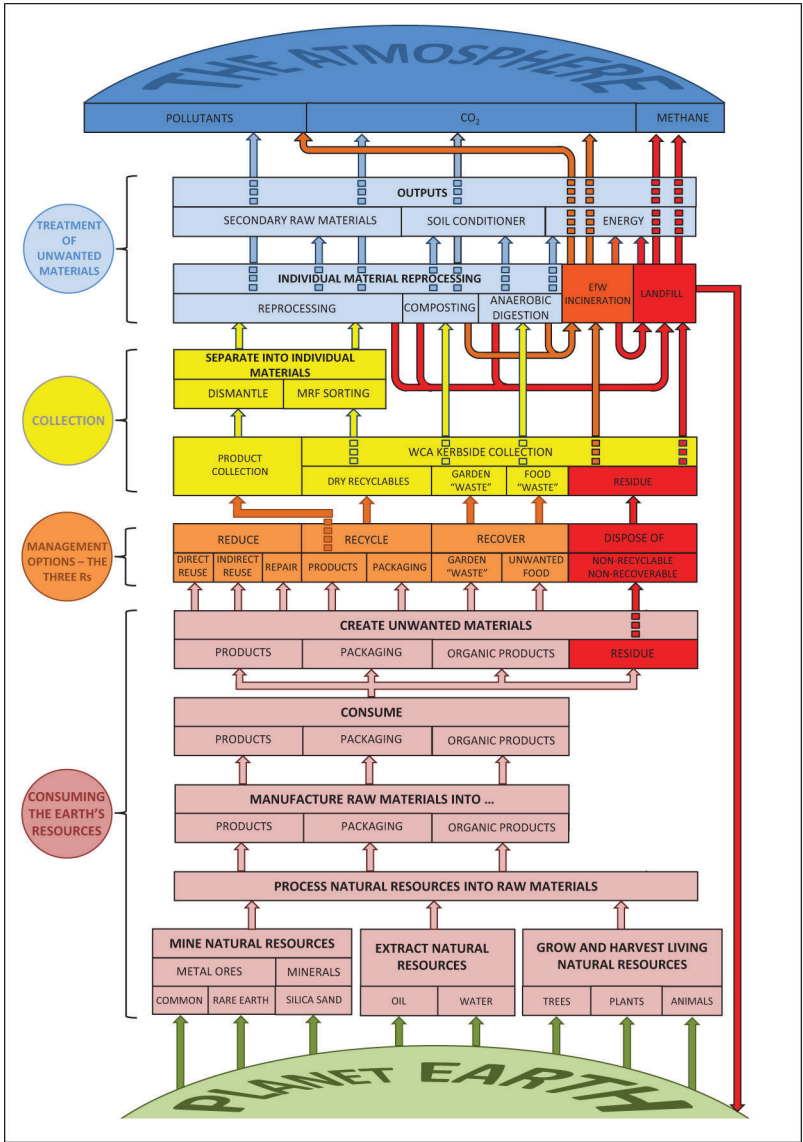 THE ATMOSPHERE
POLLUTANTS
CO₂
METHANE
OUTPUTS
SECONDARY RAW MATERIALS
SOIL CONDITIONER
ENERGY
TREATMENT
OF
UNWANTED
MATERIALS
INDIVIDUAL MATERIAL REPROCESSING
REPROCESSING
COMPOSTING
ANAEROBIC
DIGESTION
EfW
INCINERATION
LANDFILL
SEPARATE INTO INDIVIDUAL
MATERIALS
DISMANTLE
MRF SORTING
COLLECTION
PRODUCT
COLLECTION
WCA KERBSIDE COLLECTION
DRY RECYCLABLES
GARDEN
“WASTE”
FOOD
“WASTE”
RESIDUE
MANAGEMENT
OPTIONS – THE
THREE Rs
REDUCE
RECYCLE
RECOVER
DISPOSE OF
DIRECT
REUSE
INDIRECT
REUSE
REPAIR
PRODUCTS
PACKAGING
GARDEN
“WASTE”
UNWANTED
FOOD
NON-RECYCLABLE
NON-RECOVERABLE
CREATE UNWANTED MATERIALS
PRODUCTS
PACKAGING
ORGANIC PRODUCTS
RESIDUE
CONSUME
PRODUCTS
PACKAGING
ORGANIC PRODUCTS
CONSUMING
THE EARTH’S
RESOURCES
MANUFACTURE RAW MATERIALS INTO ...
PRODUCTS
PACKAGING
ORGANIC PRODUCTS
PROCESS NATURAL RESOURCES INTO RAW MATERIALS
MINE NATURAL RESOURCES
METAL ORES
MINERALS
COMMON
RARE EARTH
SILICA SAND
EXTRACT NATURAL
RESOURCES
OIL
WATER
GROW AND HARVEST LIVING
NATURAL RESOURCES
TREES
PLANTS
ANIMALS
PLANET EARTH